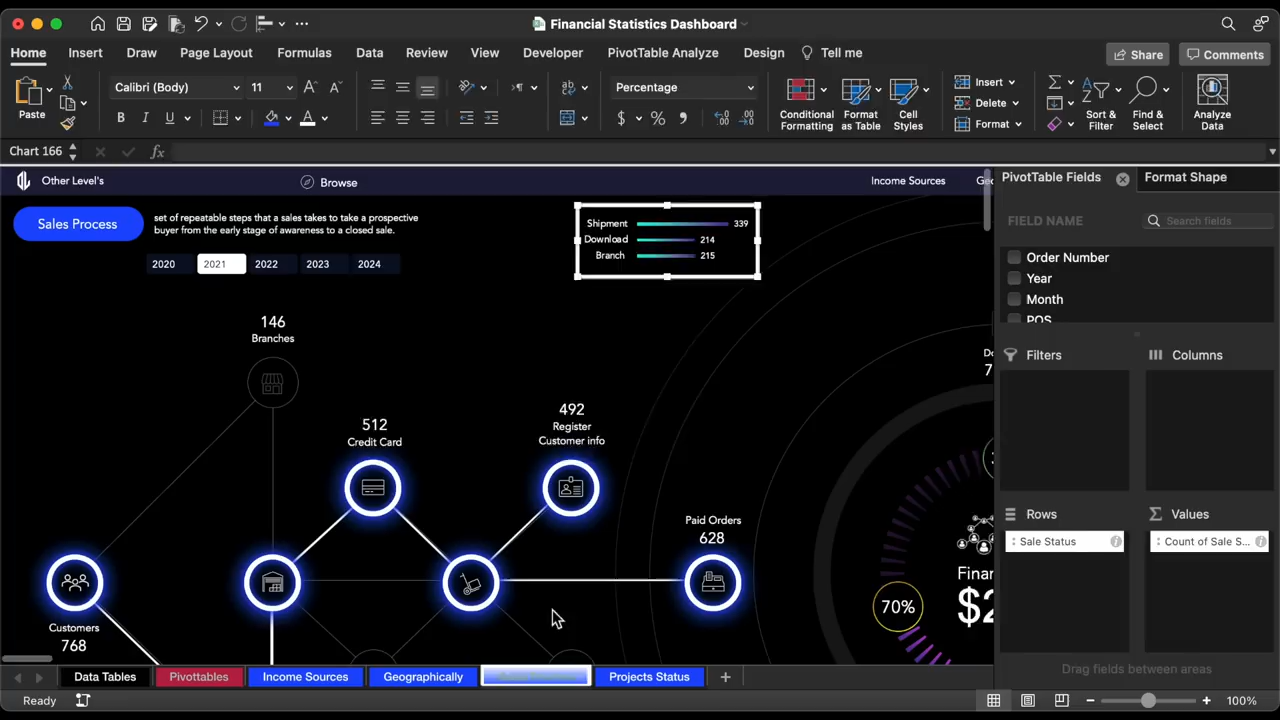 Financial Statistics Dashboard
Home Insert Draw Page Layout Formulas Data Review View Developer PivotTable Analyze Design Tell me
Share Comments
Paste
Calibri (Body) 11
Percentage
Conditional Formatting
Format as Table
Cell Styles
Insert
Delete
Format
Sort & Filter
Find & Select
Analyze Data
Chart 166
fx
Other Level's
Browse
Income Sources
Sales Process
set of repeatable steps that a sales takes to take a prospective
buyer from the early stage of awareness to a closed sale.
2020 2021 2022 2023 2024
Shipment 339
Download 214
Branch 215
146
Branches
512
Credit Card
492
Register
Customer info
Paid Orders
628
Customers
768
70%
PivotTable Fields
Format Shape
FIELD NAME
Search fields
Order Number
Year
Month
POS
Filters
Columns
Rows
Values
Sale Status
Count of Sale S...
Drag fields between areas
Data Tables Pivottables Income Sources Geographically Projects Status
Ready
100%